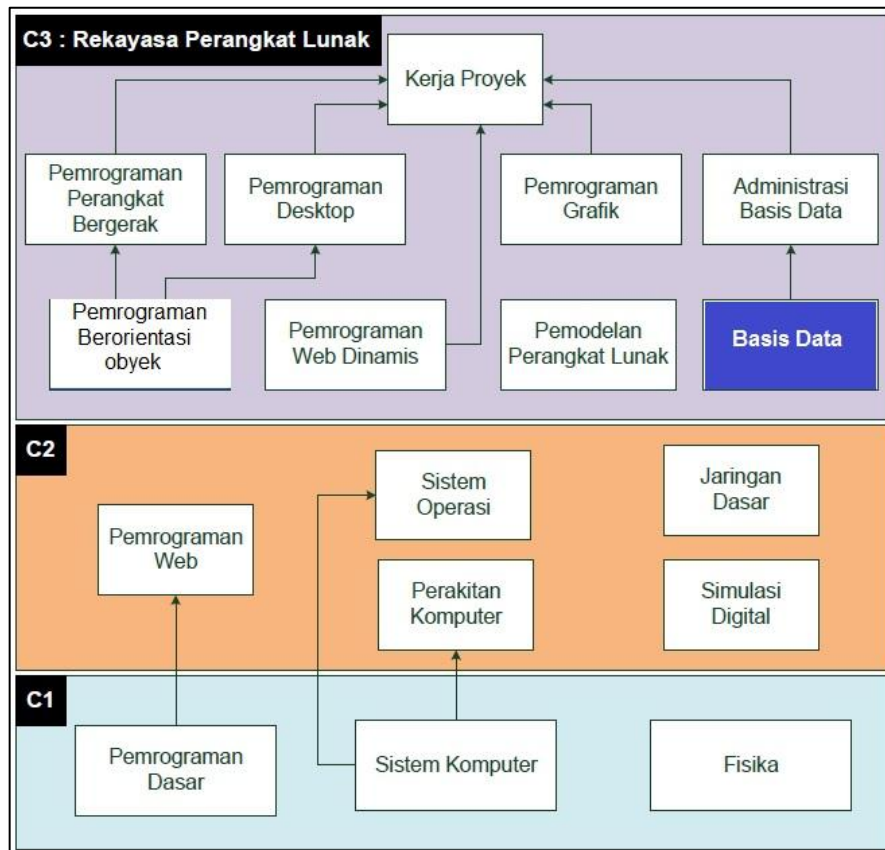 C3 : Rekayasa Perangkat Lunak
Kerja Proyek
Pemrograman
Perangkat
Bergerak
Pemrograman
Desktop
Pemrograman
Grafik
Administrasi
Basis Data
Pemrograman
Berorientasi
obyek
Pemrograman
Web Dinamis
Pemodelan
Perangkat Lunak
Basis Data
C2
Pemrograman
Web
Sistem
Operasi
Jaringan
Dasar
Perakitan
Komputer
Simulasi
Digital
C1
Pemrograman
Dasar
Sistem Komputer
Fisika